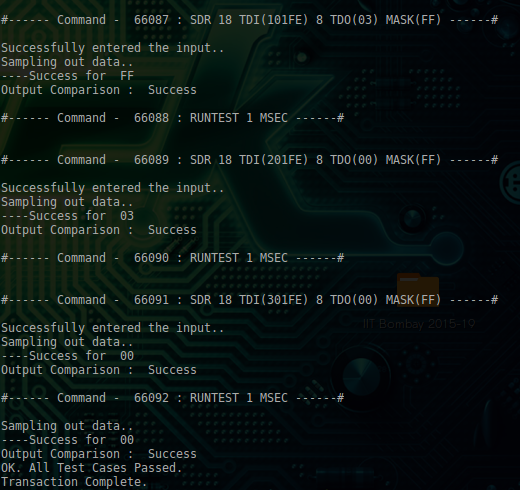 #------ Command -  66087 : SDR 18 TDI(101FE) 8 TDO(03) MASK(FF) ------#
Successfully entered the input..
Sampling out data..
----Success for  FF
Output Comparison :  Success
#------ Command -  66088 : RUNTEST 1 MSEC ------#
#------ Command -  66089 : SDR 18 TDI(201FE) 8 TDO(00) MASK(FF) ------#
Successfully entered the input..
Sampling out data..
----Success for  03
Output Comparison :  Success
#------ Command -  66090 : RUNTEST 1 MSEC ------#
#------ Command -  66091 : SDR 18 TDI(301FE) 8 TDO(00) MASK(FF) ------#
IIT Bombay 2015-19
Successfully entered the input..
Sampling out data..
----Success for  00
Output Comparison :  Success
#------ Command -  66092 : RUNTEST 1 MSEC ------#
Sampling out data..
----Success for  00
Output Comparison :  Success
OK. All Test Cases Passed.
Transaction Complete.